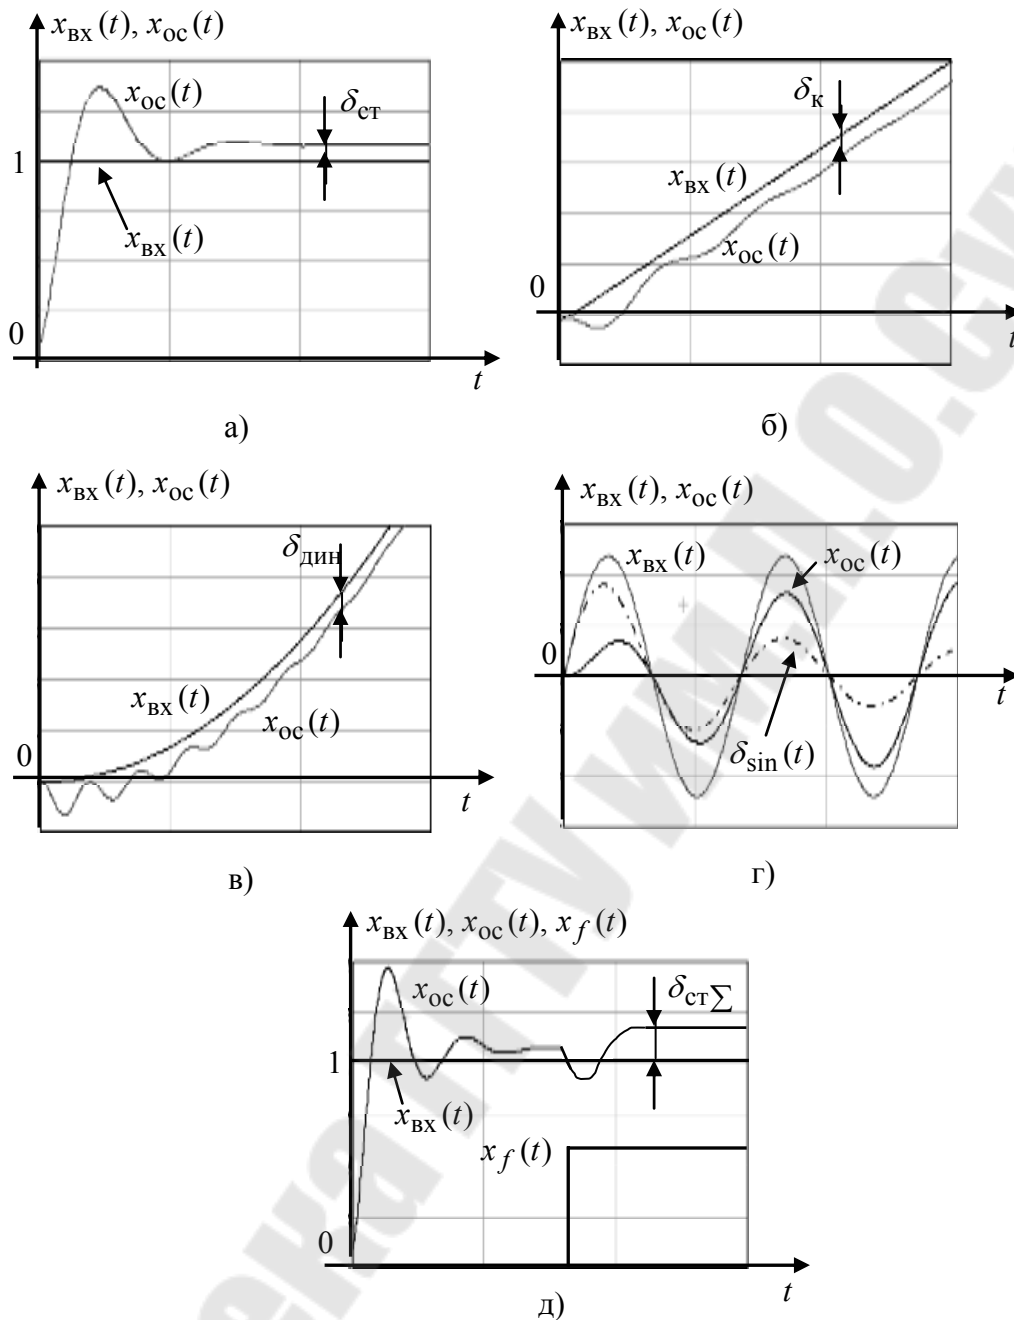 x_вх(t), x_ос(t)
x_ос(t)
δ_ст
1
x_вх(t)
0
t
а)
x_вх(t), x_ос(t)
δ_к
x_вх(t)
x_ос(t)
0
t
б)
x_вх(t), x_ос(t)
δ_дин
x_вх(t)
x_ос(t)
0
t
в)
x_вх(t), x_ос(t)
x_вх(t)
x_ос(t)
0
t
δ_sin(t)
г)
x_вх(t), x_ос(t), x_f(t)
x_ос(t)
δ_ст∑
1
x_вх(t)
x_f(t)
0
t
д)